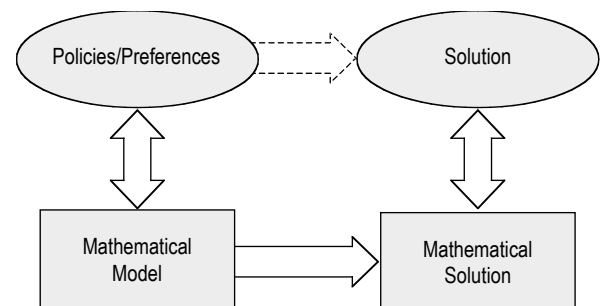 Policies/Preferences
Solution
Mathematical
Model
Mathematical
Solution